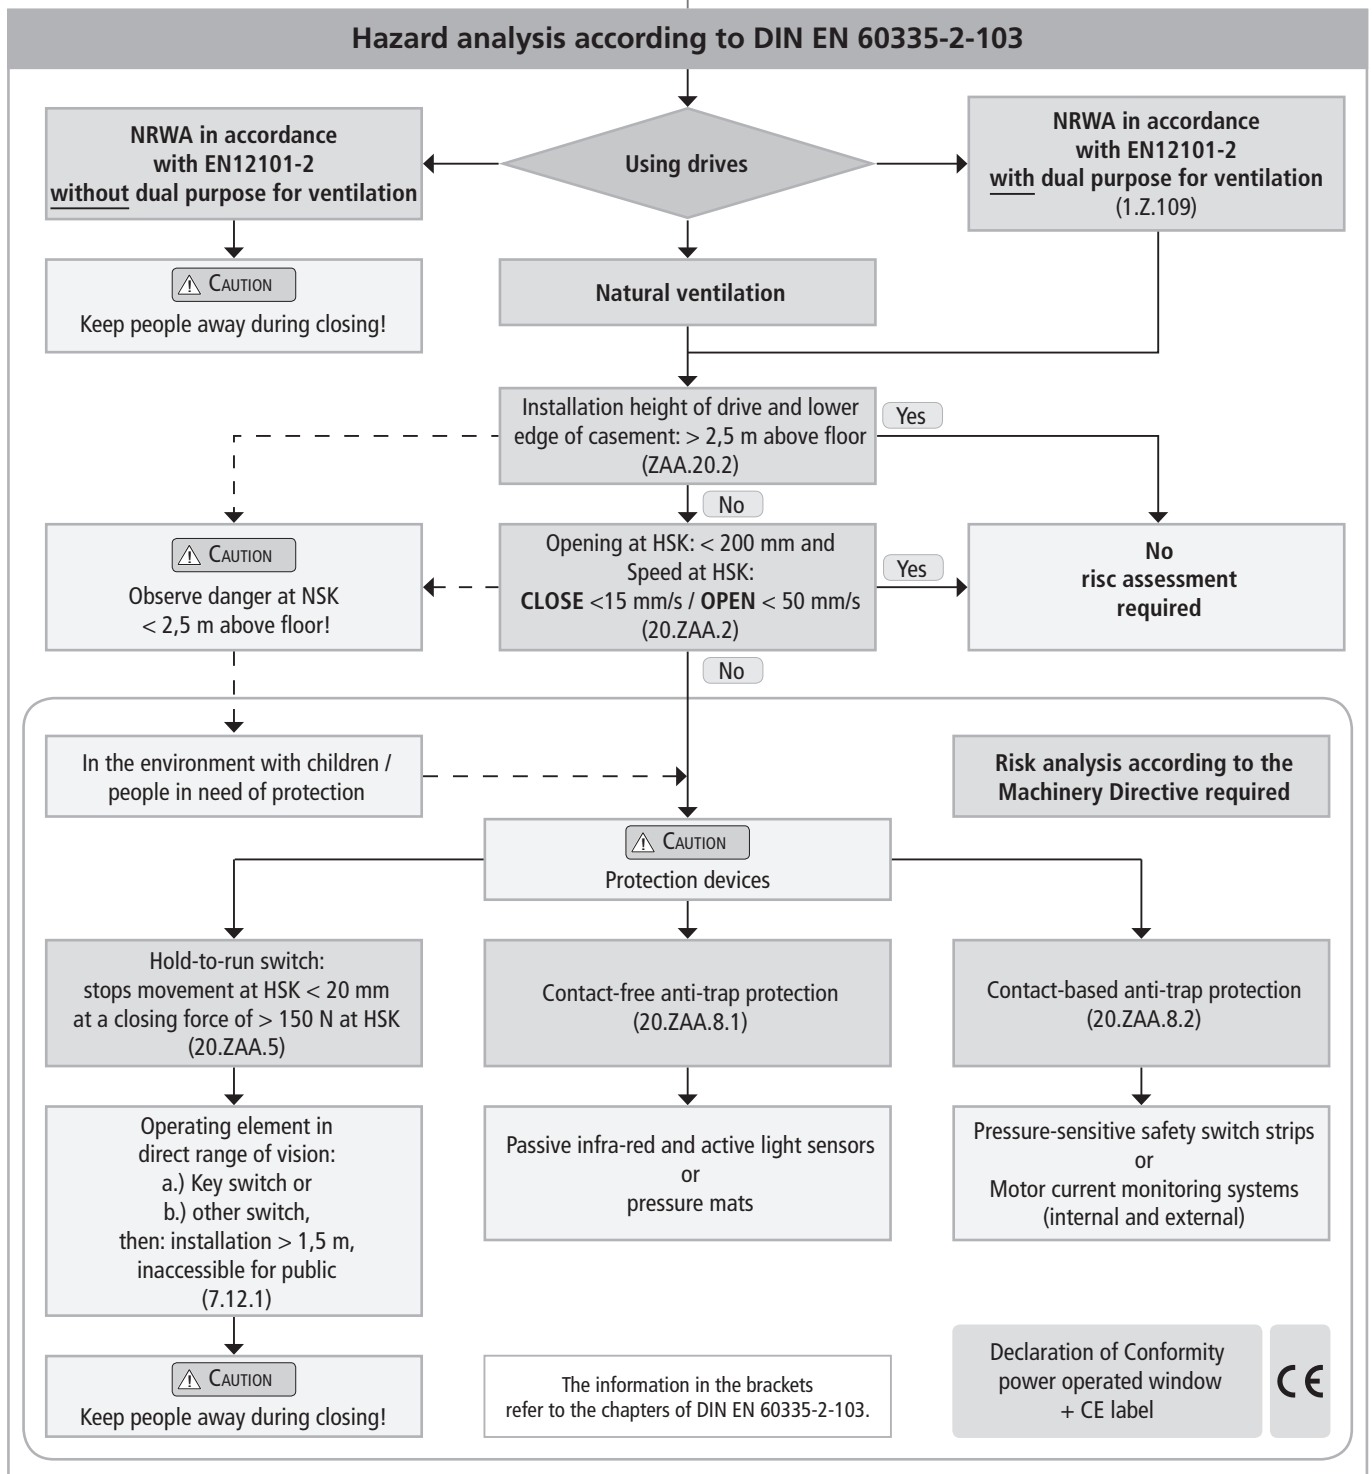 Hazard analysis according to DIN EN 60335-2-103
NRWA in accordance
with EN12101-2
without dual purpose for ventilation
Using drives
NRWA in accordance
with EN12101-2
with dual purpose for ventilation
(1.Z.109)
CAUTION
Keep people away during closing!
Natural ventilation
Installation height of drive and lower
edge of casement: > 2,5 m above floor
(ZAA.20.2)
Yes
No
CAUTION
Observe danger at NSK
< 2,5 m above floor!
Opening at HSK: < 200 mm and
Speed at HSK:
CLOSE <15 mm/s / OPEN < 50 mm/s
(20.ZAA.2)
Yes
No
risc assessment
required
No
In the environment with children /
people in need of protection
Risk analysis according to the
Machinery Directive required
CAUTION
Protection devices
Hold-to-run switch:
stops movement at HSK < 20 mm
at a closing force of > 150 N at HSK
(20.ZAA.5)
Contact-free anti-trap protection
(20.ZAA.8.1)
Contact-based anti-trap protection
(20.ZAA.8.2)
Operating element in
direct range of vision:
a.) Key switch or
b.) other switch,
then: installation > 1,5 m,
inaccessible for public
(7.12.1)
Passive infra-red and active light sensors
or
pressure mats
Pressure-sensitive safety switch strips
or
Motor current monitoring systems
(internal and external)
CAUTION
Keep people away during closing!
The information in the brackets
refer to the chapters of DIN EN 60335-2-103.
Declaration of Conformity
power operated window
+ CE label
CE